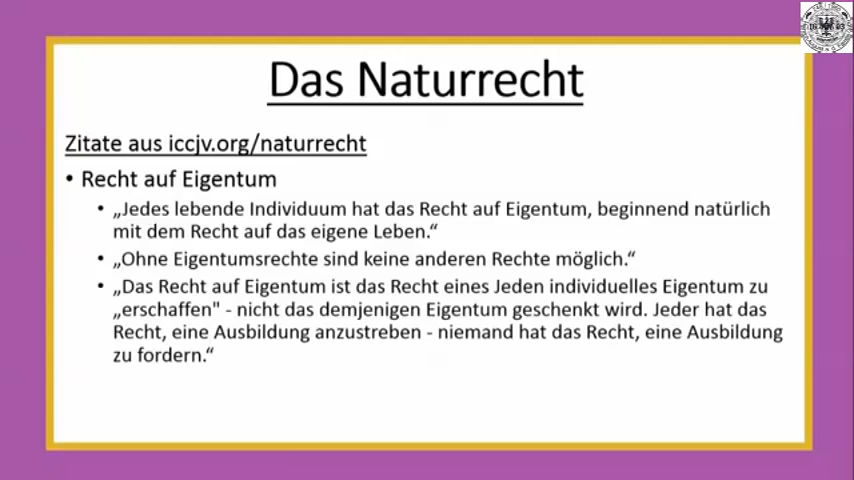 Das Naturrecht
Zitate aus iccjv.org/naturrecht
• Recht auf Eigentum
• „Jedes lebende Individuum hat das Recht auf Eigentum, beginnend natürlich
mit dem Recht auf das eigene Leben.“
• „Ohne Eigentumsrechte sind keine anderen Rechte möglich.“
• „Das Recht auf Eigentum ist das Recht eines Jeden individuelles Eigentum zu
„erschaffen" - nicht das demjenigen Eigentum geschenkt wird. Jeder hat das
Recht, eine Ausbildung anzustreben - niemand hat das Recht, eine Ausbildung
zu fordern.“